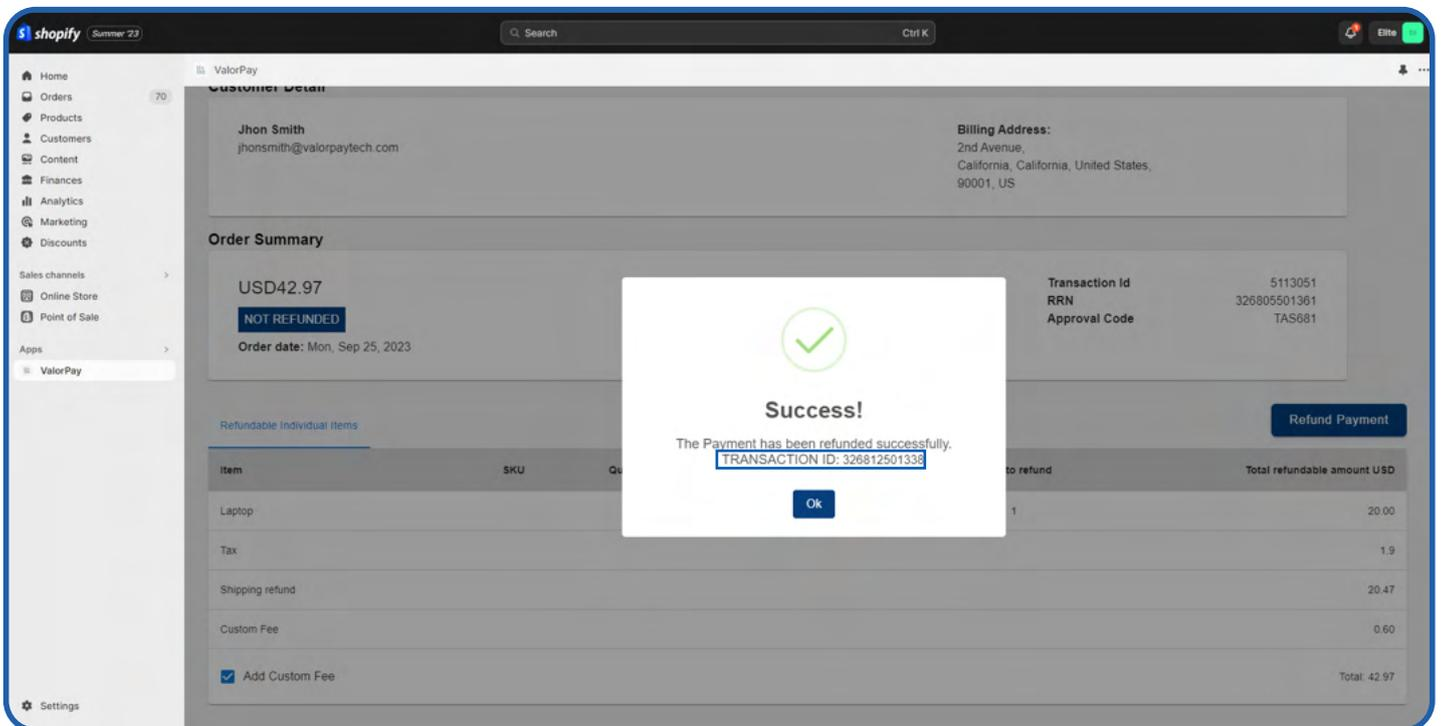 shopify Summer '23
Search Ctrl K
Elite
Home
Orders 70
Products
Customers
Content
Finances
Analytics
Marketing
Discounts
Sales channels >
Online Store
Point of Sale
Apps >
ValorPay
Settings
ValorPay
Customer Detail
Jhon Smith
jhonsmith@valorpaytech.com
Billing Address:
2nd Avenue,
California, California, United States,
90001, US
Order Summary
USD42.97
NOT REFUNDED
Order date: Mon, Sep 25, 2023
Transaction Id 5113051
RRN 326805501361
Approval Code TAS681
Success!
The Payment has been refunded successfully.
TRANSACTION ID: 326812501338
Ok
Refundable Individual Items
Refund Payment
Item SKU Qu to refund Total refundable amount USD
Laptop 1 20.00
Tax 1.9
Shipping refund 20.47
Custom Fee 0.60
Add Custom Fee Total: 42.97